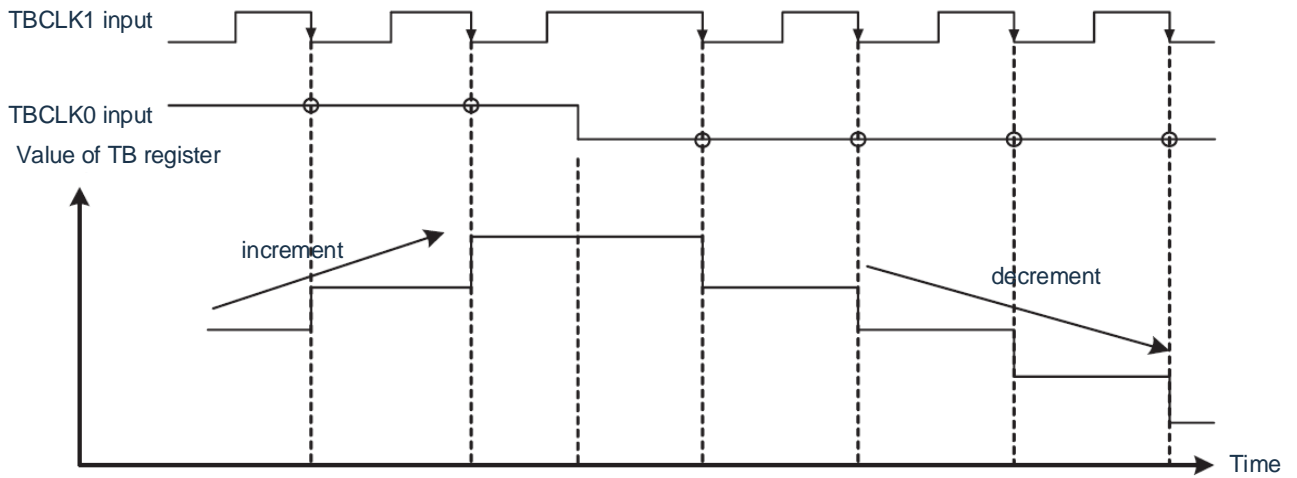 TBCLK1 input
TBCLK0 input
Value of TB register
increment
decrement
Time